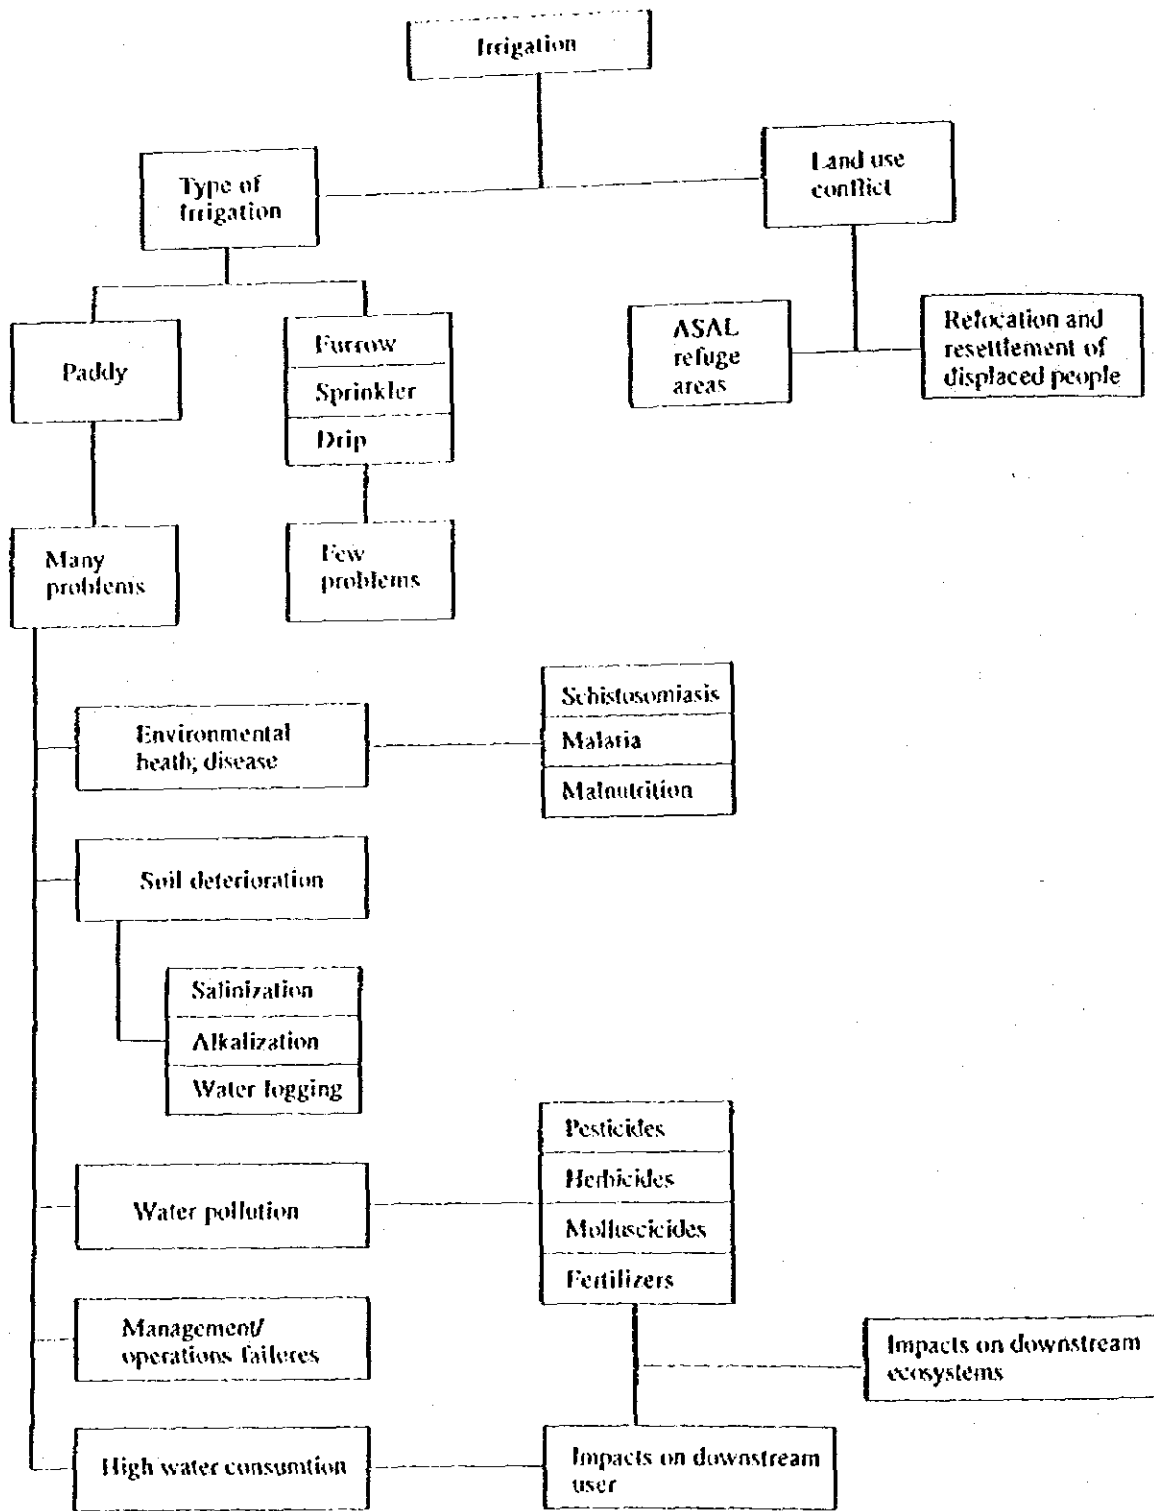 Irrigation
Type of
Irrigation
Land use
conflict
Paddy
Furrow
Sprinkler
Drip
ASAL
refuge
areas
Relocation and
resettlement of
displaced people
Many
problems
Few
problems
Environmental
heath; disease
Schistosomiasis
Malaria
Malnutrition
Soil deterioration
Salinization
Alkalization
Water logging
Water pollution
Pesticides
Herbicides
Molluscicides
Fertilizers
Management/
operations faileres
Impacts on downstream
ecosystems
High water consumtion
Impacts on downstream
user